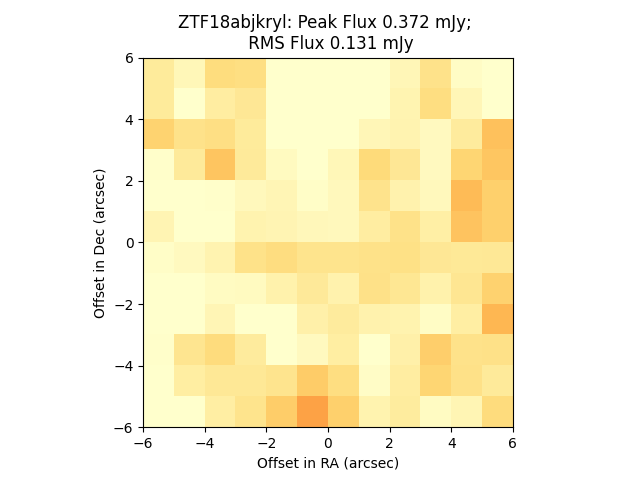 ZTF18abjkryl: Peak Flux 0.372 mJy;
RMS Flux 0.131 mJy
6
4
2
0
−2
−4
−6
Offset in Dec (arcsec)
−6 −4 −2 0 2 4 6
Offset in RA (arcsec)